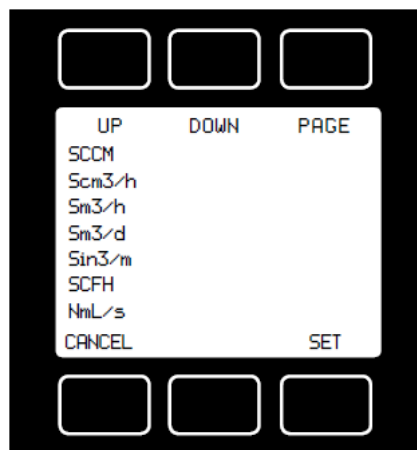 UP DOWN PAGE
SCCM
Scm3/h
Sm3/h
Sm3/d
Sin3/m
SCFH
NmL/s
CANCEL SET